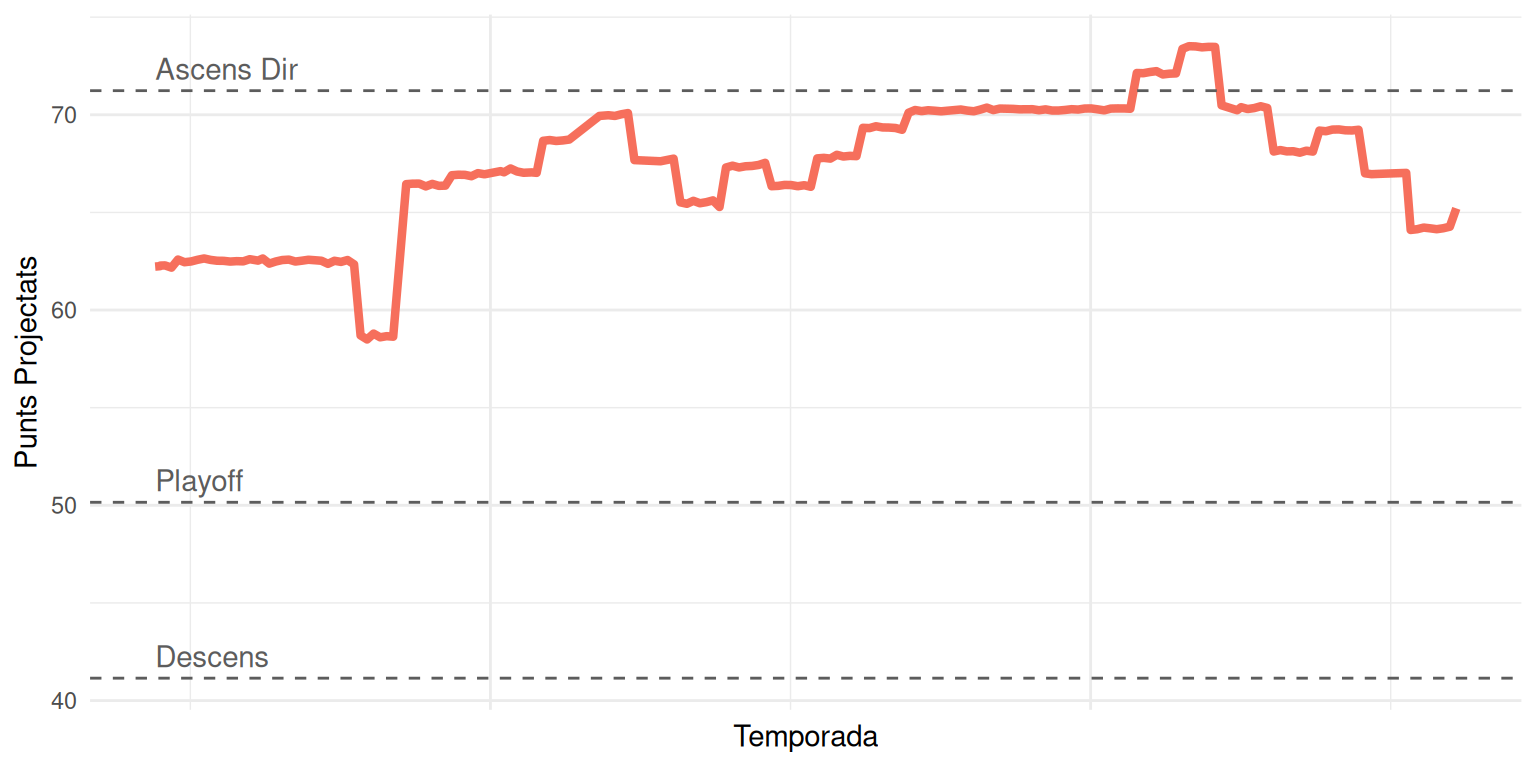 Ascens Dir
70
60
Punts Projectats
Playoff
50
Descens
40
Temporada